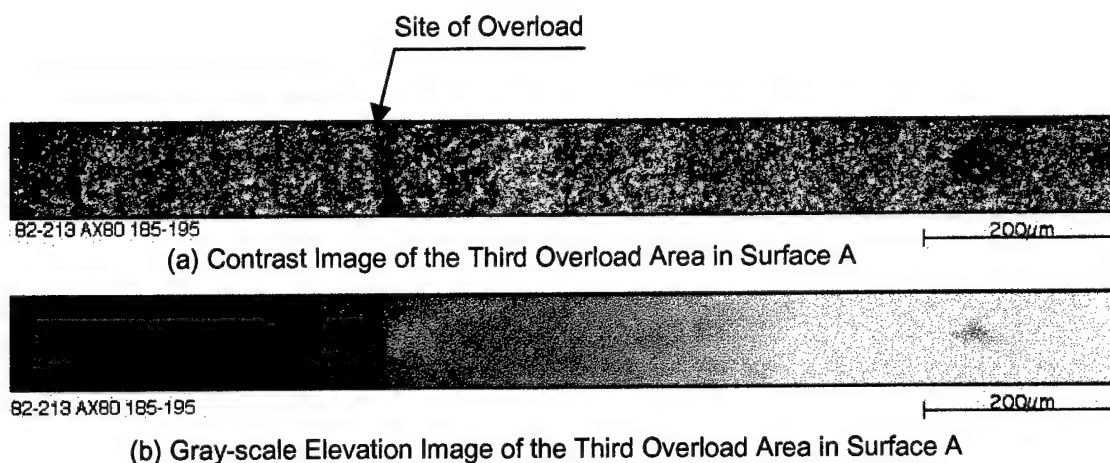 Site of Overload
82-213 AX80 185-195
200μm
(a) Contrast Image of the Third Overload Area in Surface A
82-213 AX80 185-195
200μm
(b) Gray-scale Elevation Image of the Third Overload Area in Surface A